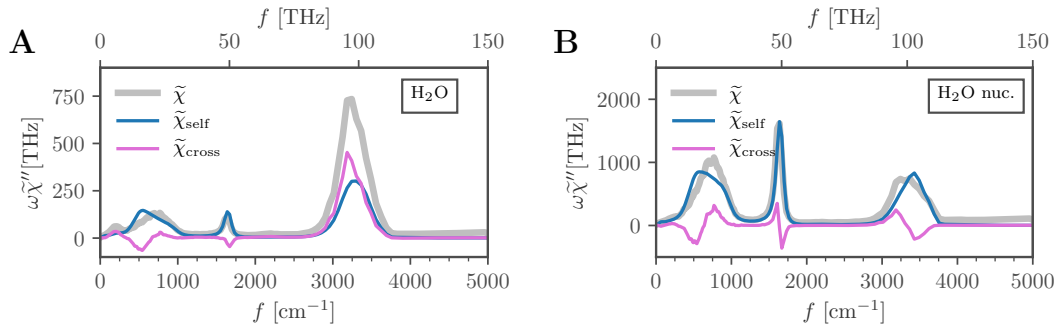 A
f [THz]
0 50 100 150
ω𝜒̃″[THz]
750
500
250
0
𝜒̃
𝜒̃self
𝜒̃cross
H₂O
0 1000 2000 3000 4000 5000
f [cm⁻¹]
B
f [THz]
0 50 100 150
ω𝜒̃″[THz]
2000
1000
0
𝜒̃
𝜒̃self
𝜒̃cross
H₂O nuc.
0 1000 2000 3000 4000 5000
f [cm⁻¹]